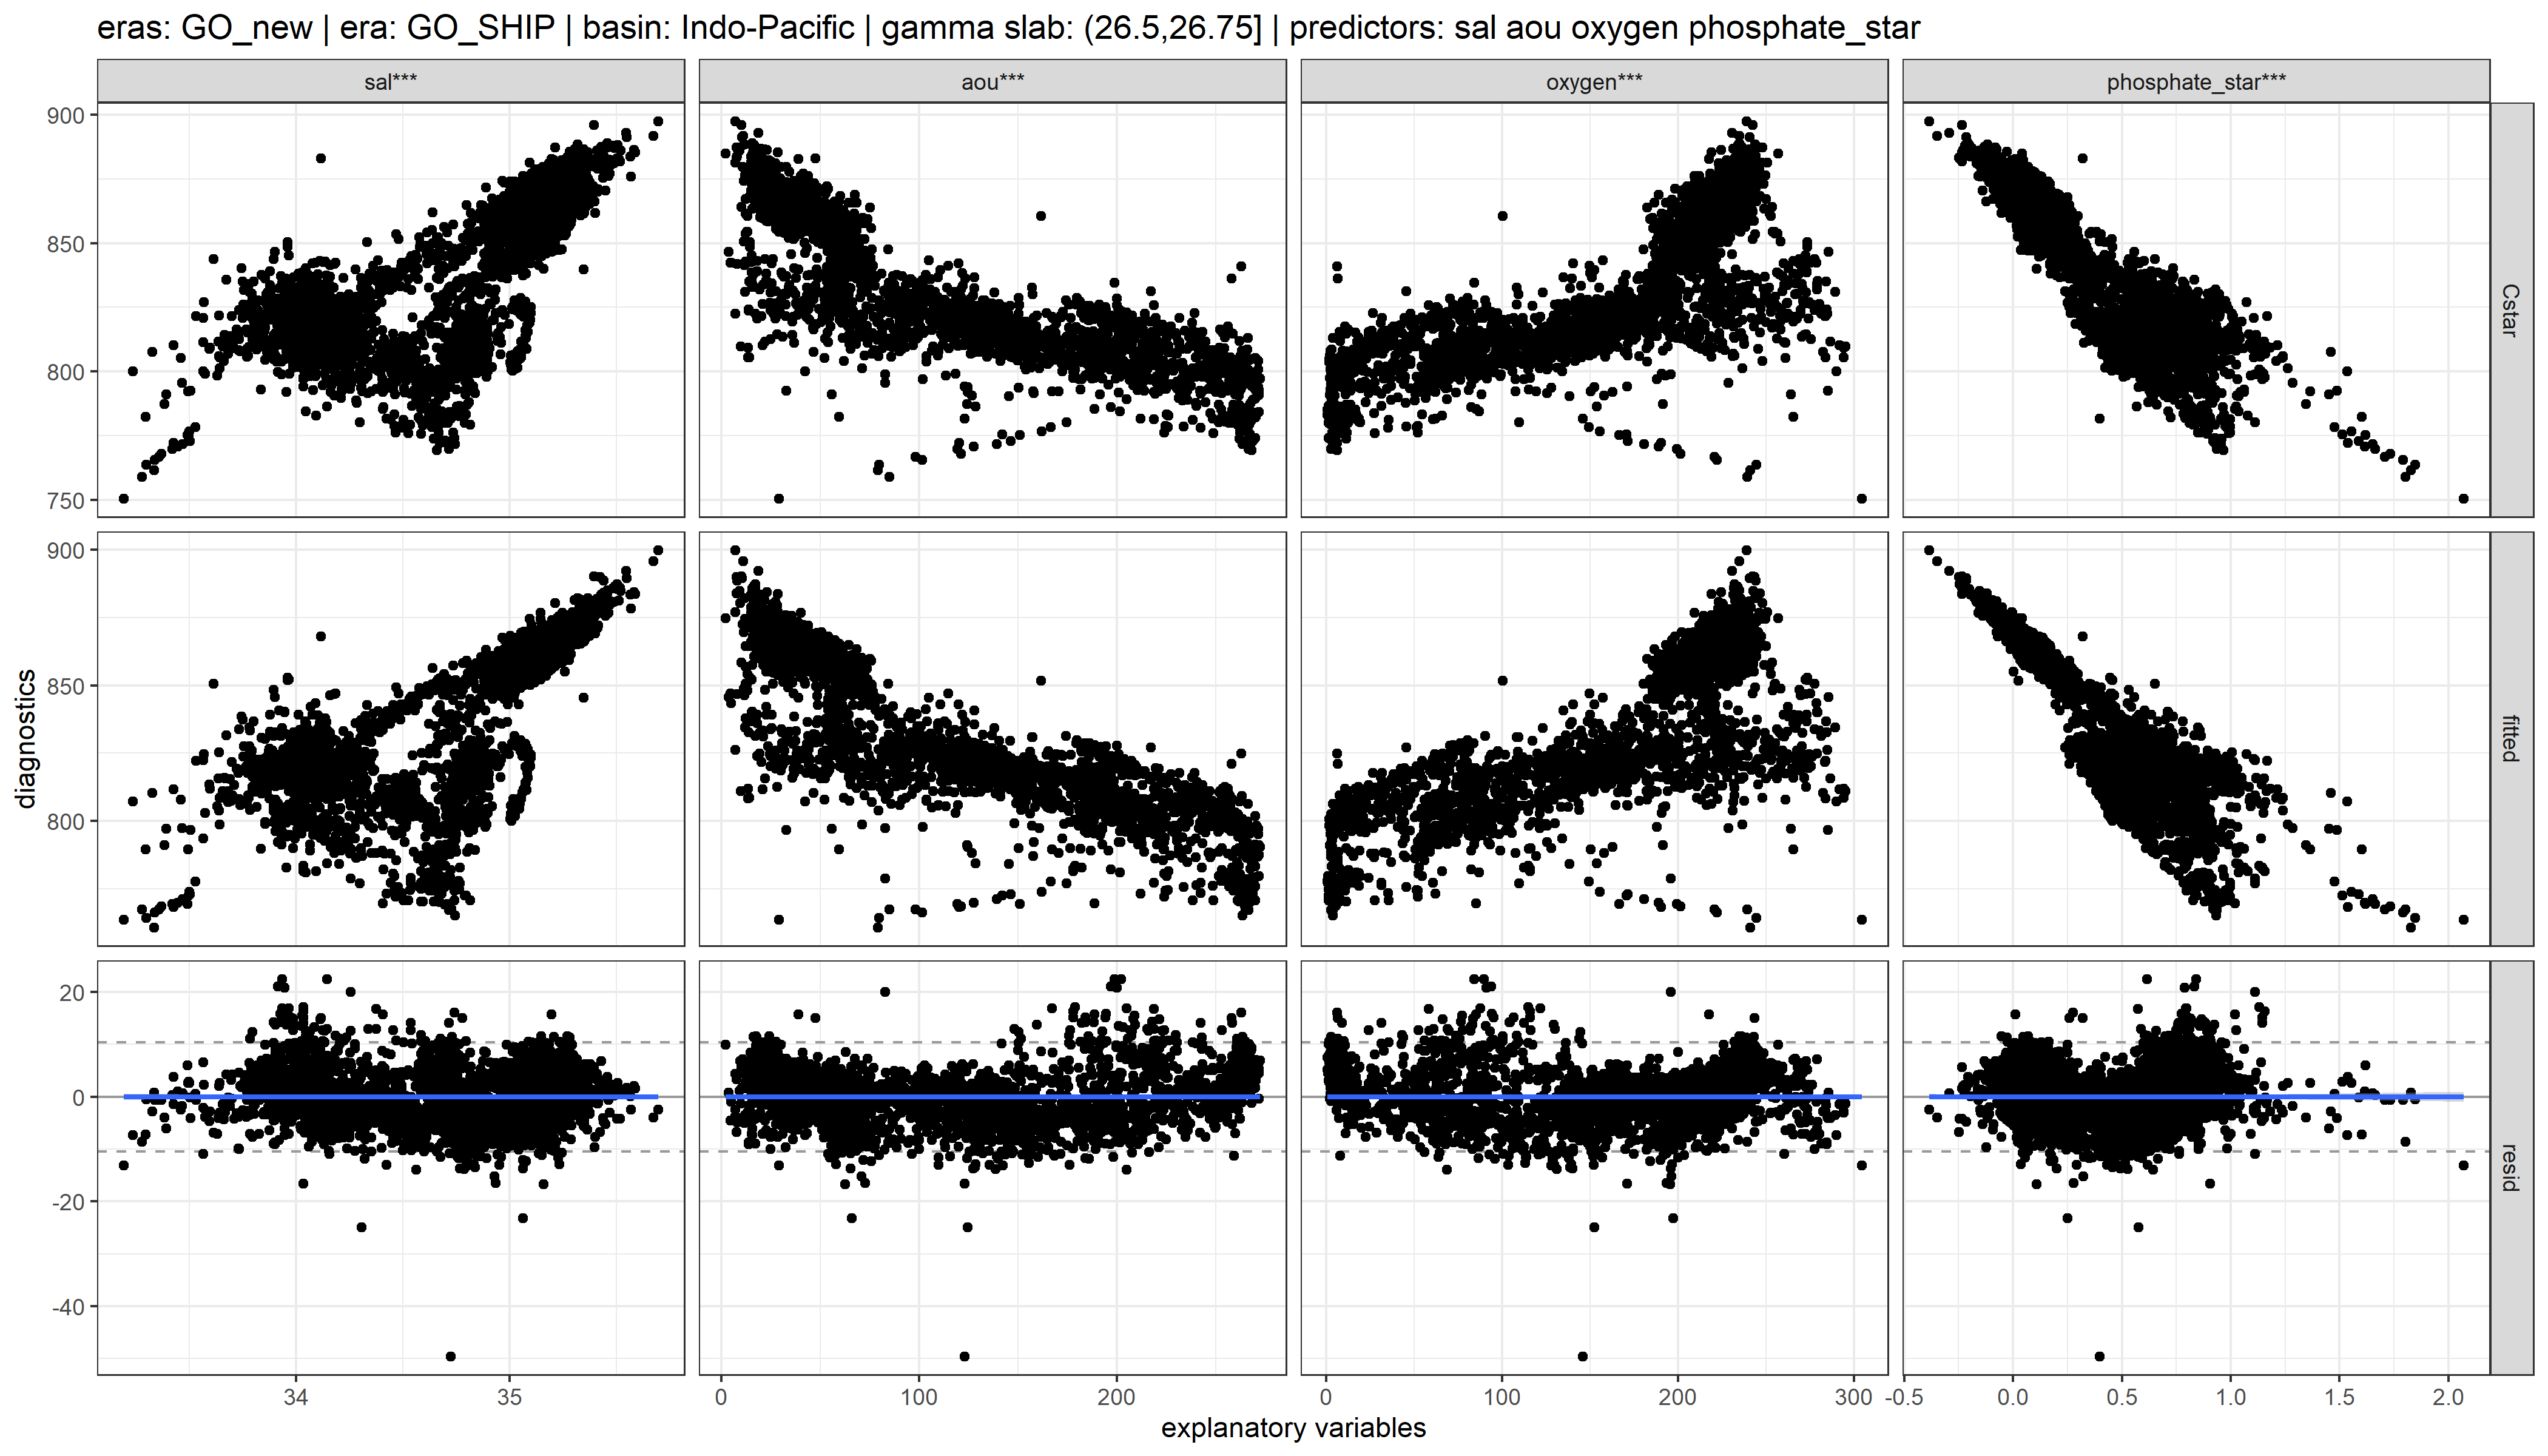 eras: GO_new | era: GO_SHIP | basin: Indo-Pacific | gamma slab: (26.5,26.75] | predictors: sal aou oxygen phosphate_star
sal*** aou*** oxygen*** phosphate_star***
900
850
800
750
Cstar
900
850
800
fitted
diagnostics
20
0
-20
-40
resid
34 35 0 100 200 0 100 200 300 -0.5 0.0 0.5 1.0 1.5 2.0
explanatory variables